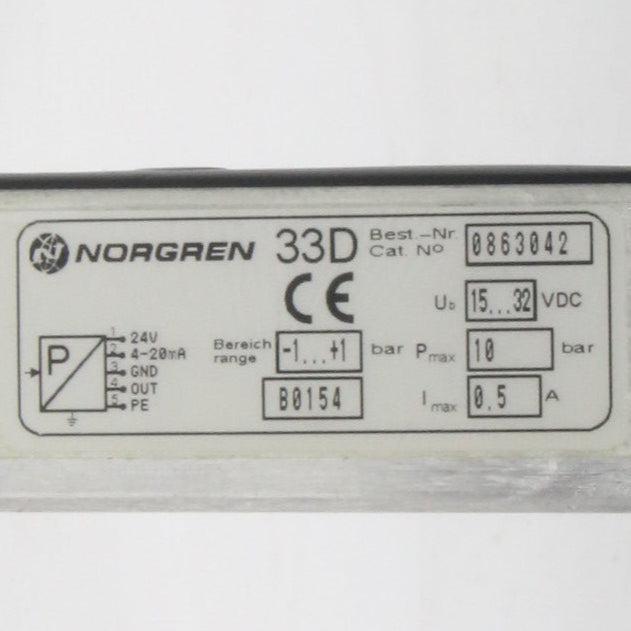 NORGREN 33D Best.-Nr. Cat. No 0863042
CE
Ub 15...32 VDC
P
1 24V
2 4-20mA
3 GND
4 OUT
5 PE
Bereich range -1...+1 bar Pmax 10 bar
B0154 Imax 0.5 A